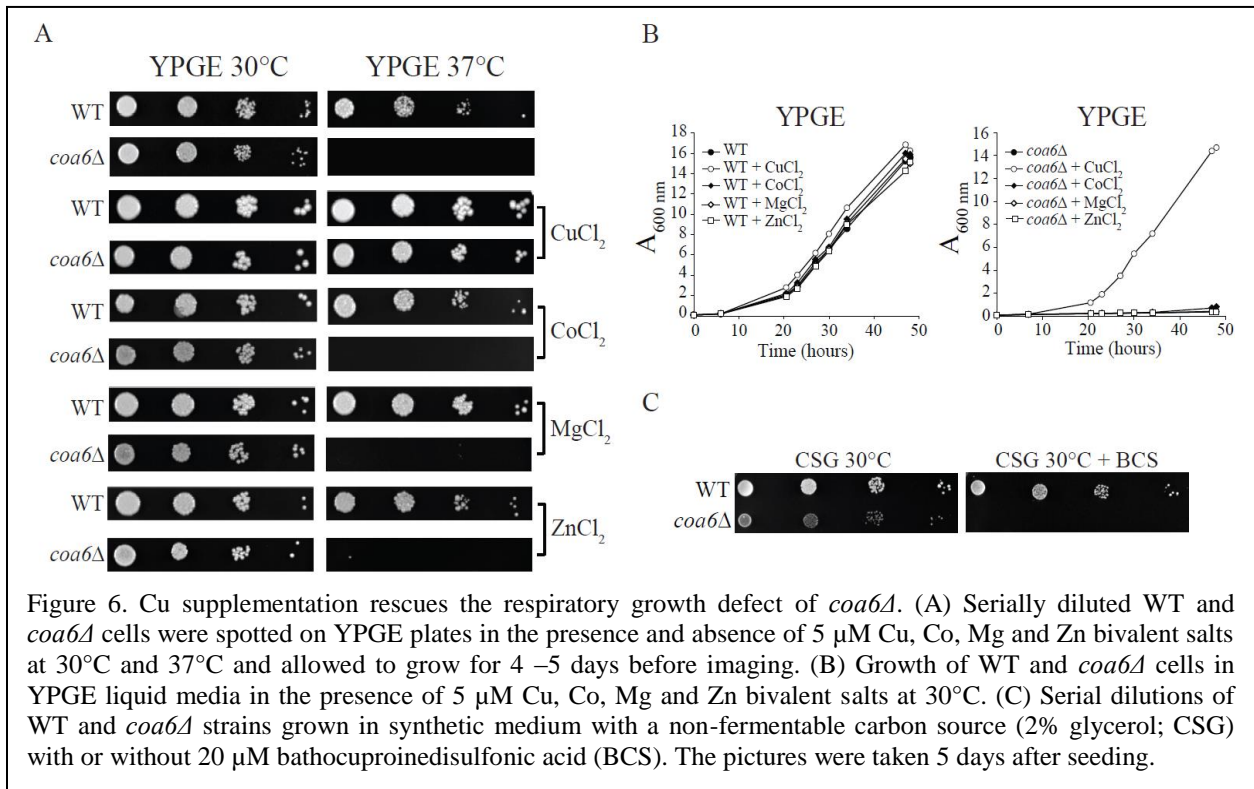 A
YPGE 30°C YPGE 37°C
WT
coa6Δ
WT
coa6Δ
CuCl2
WT
coa6Δ
CoCl2
WT
coa6Δ
MgCl2
WT
coa6Δ
ZnCl2
B
YPGE
18
16
14
12
10
8
6
4
2
0
A600 nm
WT
WT + CuCl2
WT + CoCl2
WT + MgCl2
WT + ZnCl2
0 10 20 30 40 50
Time (hours)
YPGE
16
14
12
10
8
6
4
2
0
A600 nm
coa6Δ
coa6Δ + CuCl2
coa6Δ + CoCl2
coa6Δ + MgCl2
coa6Δ + ZnCl2
0 10 20 30 40 50
Time (hours)
C
CSG 30°C CSG 30°C + BCS
WT
coa6Δ
Figure 6. Cu supplementation rescues the respiratory growth defect of coa6Δ. (A) Serially diluted WT and
coa6Δ cells were spotted on YPGE plates in the presence and absence of 5 μM Cu, Co, Mg and Zn bivalent salts
at 30°C and 37°C and allowed to grow for 4 –5 days before imaging. (B) Growth of WT and coa6Δ cells in
YPGE liquid media in the presence of 5 μM Cu, Co, Mg and Zn bivalent salts at 30°C. (C) Serial dilutions of
WT and coa6Δ strains grown in synthetic medium with a non-fermentable carbon source (2% glycerol; CSG)
with or without 20 μM bathocuproinedisulfonic acid (BCS). The pictures were taken 5 days after seeding.